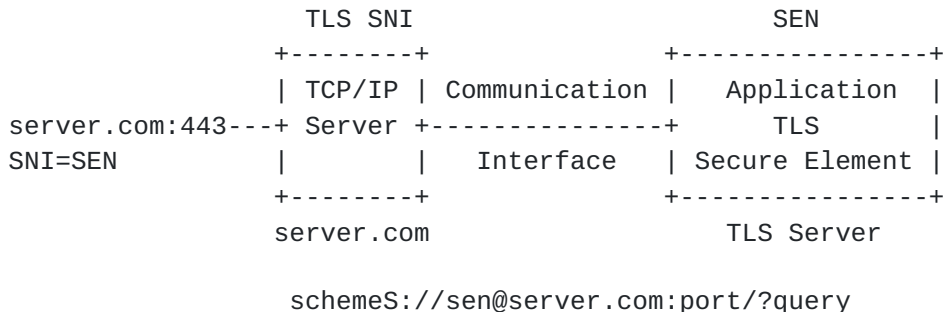 TLS SNI SEN
| TCP/IP | Communication | Application |
server.com:443---+ Server +---------------+ TLS |
SNI=SEN | | Interface | Secure Element |
server.com TLS Server
schemeS://sen@server.com:port/?query